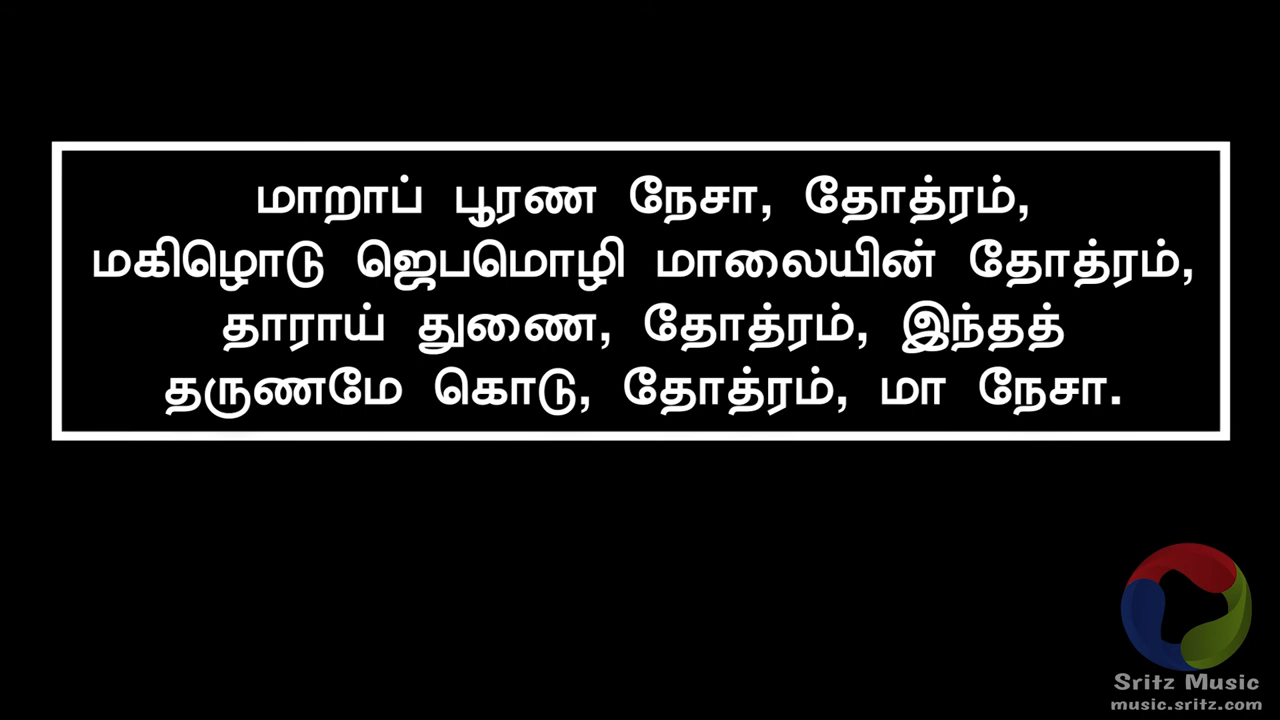 மாறாப் பூரண நேசா, தோத்ரம்,
மகிழொடு ஜெபமொழி மாலையின் தோத்ரம்,
தாராய் துணை, தோத்ரம், இந்தத்
தருணமே கொடு, தோத்ரம், மா நேசா.
Sritz Music
music.sritz.com